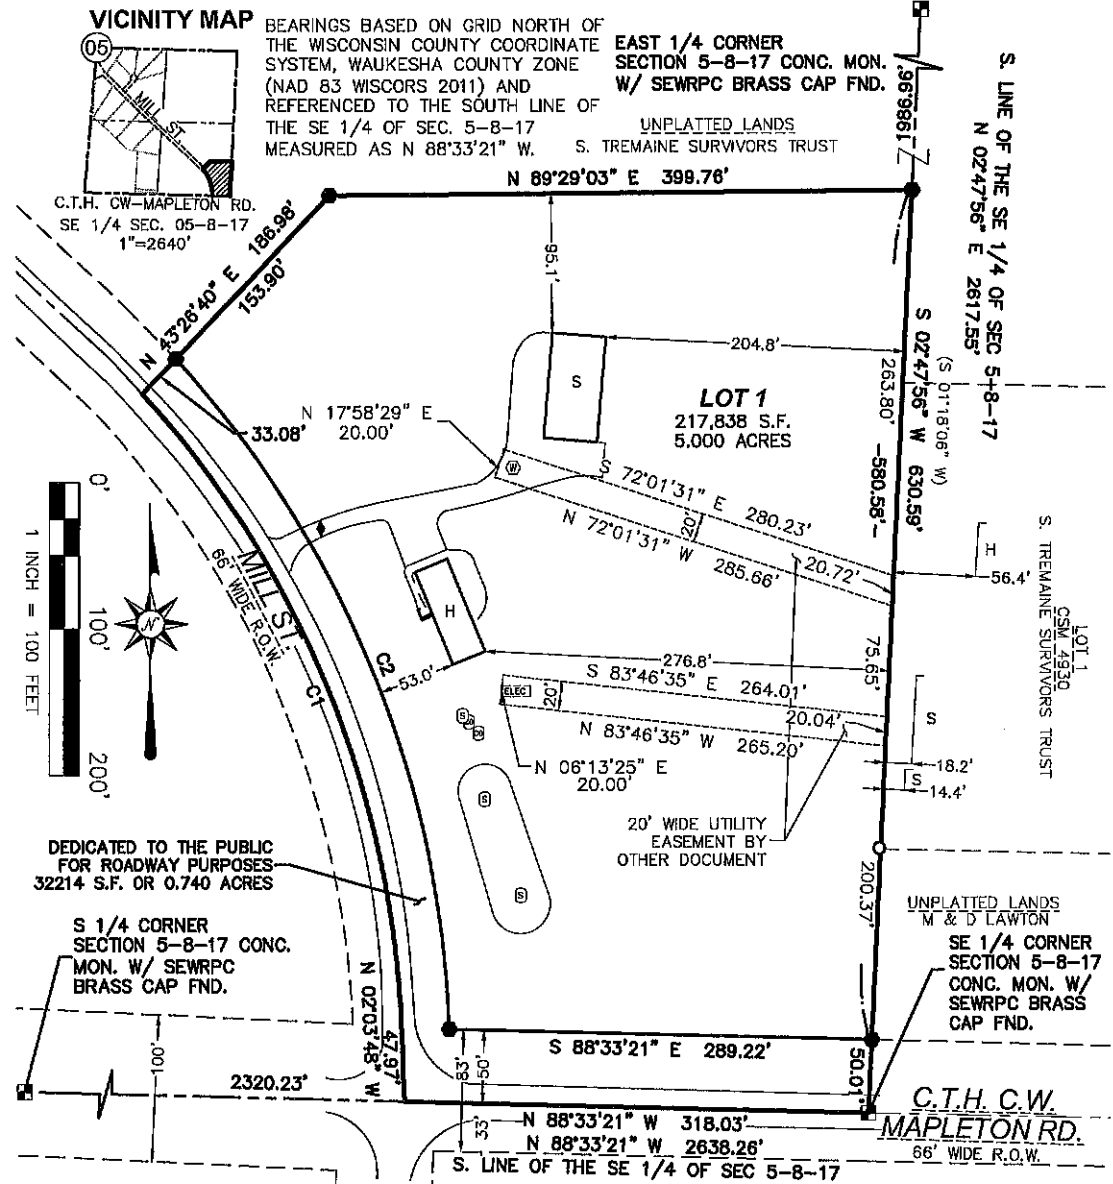 VICINITY MAP
05
MILL ST.
C.T.H. CW-MAPLETON RD.
SE 1/4 SEC. 05-8-17
1"=2640'
BEARINGS BASED ON GRID NORTH OF
THE WISCONSIN COUNTY COORDINATE
SYSTEM, WAUKESHA COUNTY ZONE
(NAD 83 WISCORS 2011) AND
REFERENCED TO THE SOUTH LINE OF
THE SE 1/4 OF SEC. 5-8-17
MEASURED AS N 88°33'21" W.
EAST 1/4 CORNER
SECTION 5-8-17 CONC. MON.
W/ SEWRPC BRASS CAP FND.
UNPLATTED LANDS
S. TREMAINE SURVIVORS TRUST
1986.96'
S. LINE OF THE SE 1/4 OF SEC 5-8-17
N 02°47'56" E 2617.55'
N 89°29'03" E 399.76'
N 43°26'40" E 186.98'
153.90'
33.08'
95.1'
204.8'
S
LOT 1
217,838 S.F.
5.000 ACRES
S 02°47'56" W 630.59'
(S 01°18'06" W)
263.80'
-580.58'-
N 17°58'29" E
20.00'
W
S 72°01'31" E 280.23'
20'
N 72°01'31" W 285.66'
20.72'
H
56.4'
S. TREMAINE SURVIVORS TRUST
CSM 4930
LOT 1
0'
100'
200'
1 INCH = 100 FEET
N
MILL ST.
66' WIDE R.O.W.
C1
C2
H
53.0'
276.8'
75.65'
S 83°46'35" E 264.01'
ELEC
20'
20.04'
N 83°46'35" W 265.20'
N 06°13'25" E
20.00'
S
18.2'
S
14.4'
S
S
20' WIDE UTILITY
EASEMENT BY
OTHER DOCUMENT
DEDICATED TO THE PUBLIC
FOR ROADWAY PURPOSES
32214 S.F. OR 0.740 ACRES
S 1/4 CORNER
SECTION 5-8-17 CONC.
MON. W/ SEWRPC
BRASS CAP FND.
200.37'
UNPLATTED LANDS
M & D LAWTON
SE 1/4 CORNER
SECTION 5-8-17
CONC. MON. W/
SEWRPC BRASS
CAP FND.
N 02°03'48" W
47.97'
S 88°33'21" E 289.22'
50.01'
100'
2320.23'
83'
50'
33'
N 88°33'21" W 318.03'
N 88°33'21" W 2638.26'
S. LINE OF THE SE 1/4 OF SEC 5-8-17
C.T.H. C.W.
MAPLETON RD.
66' WIDE R.O.W.